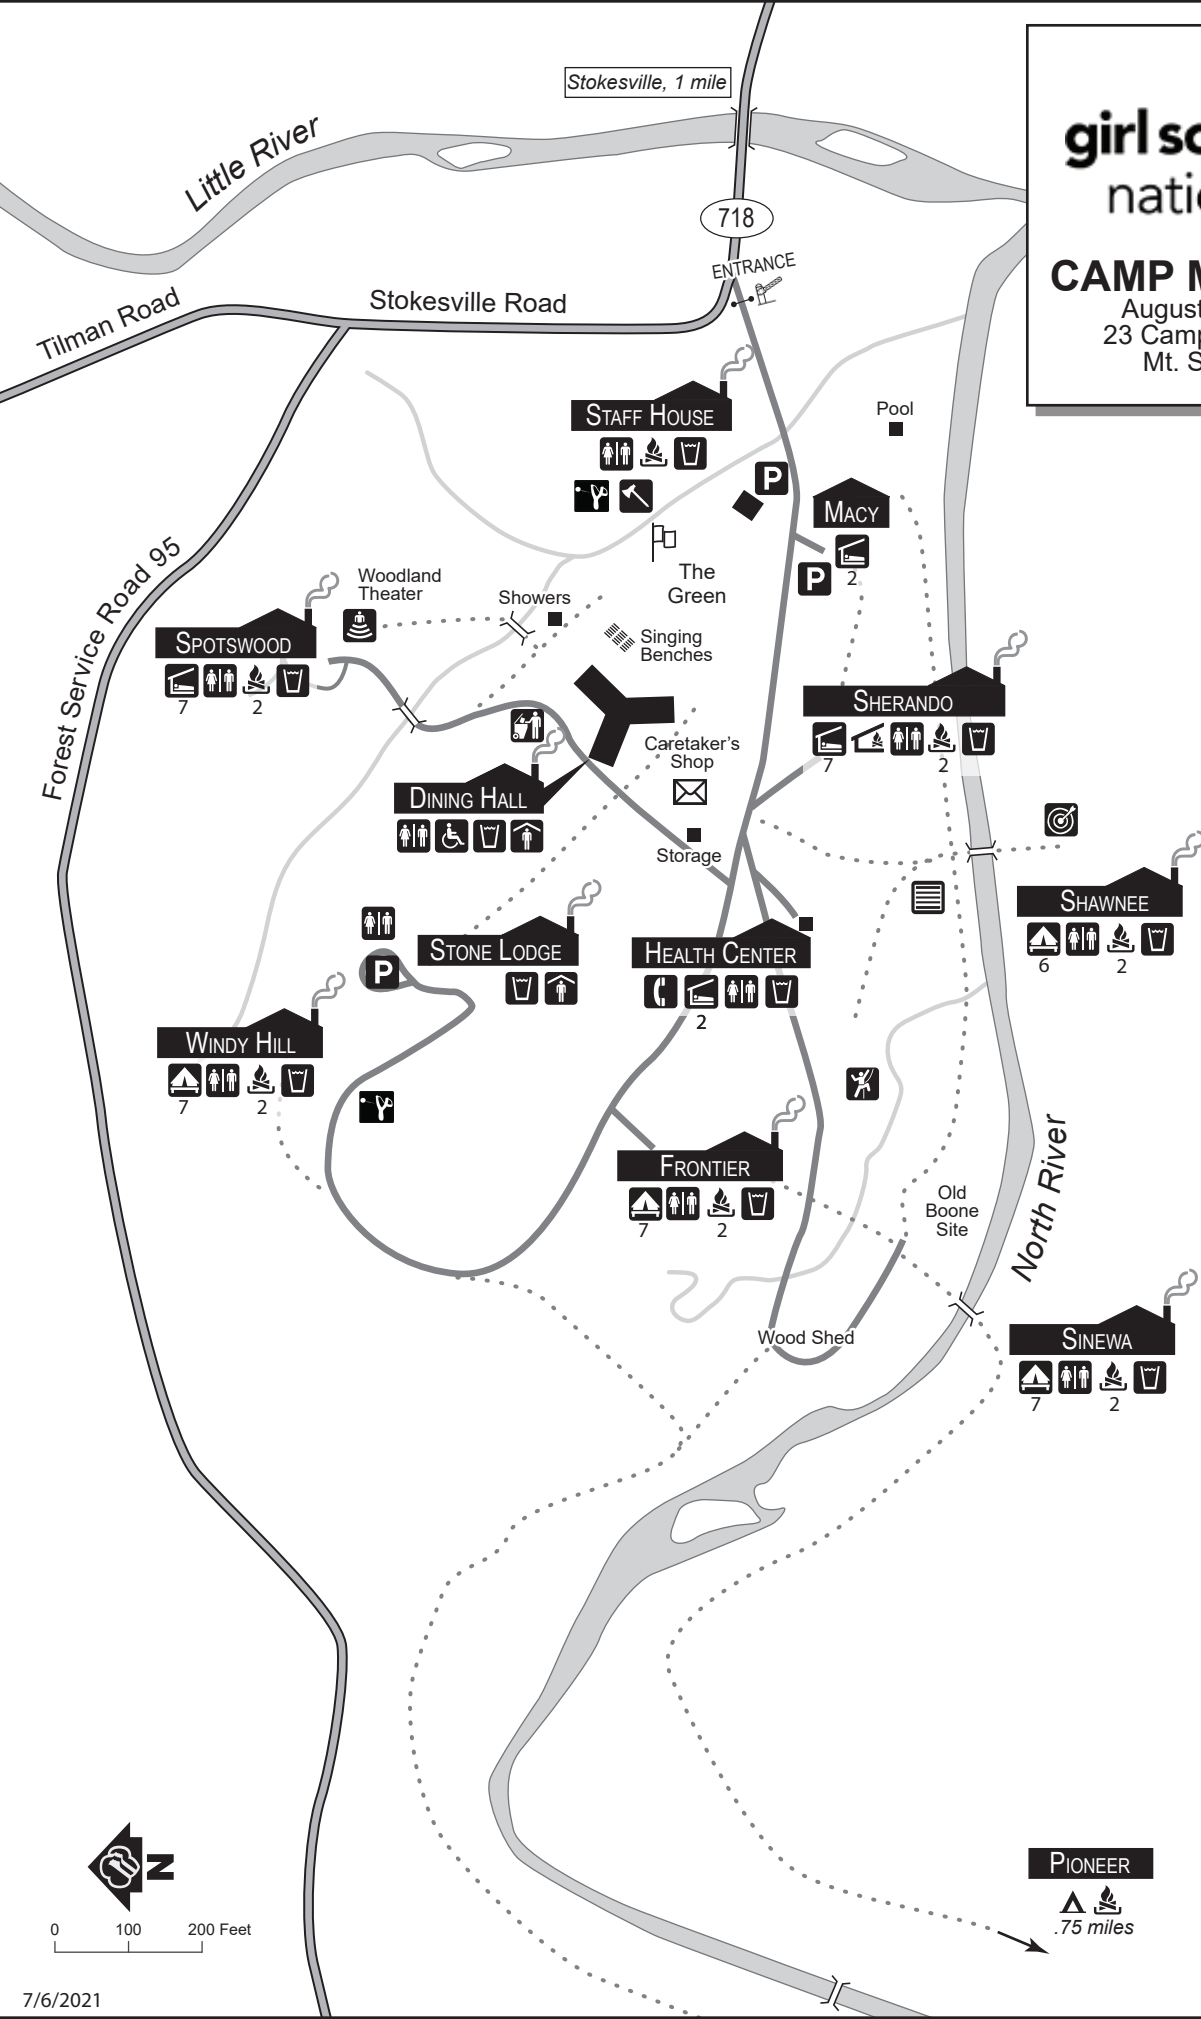 Stokesville, 1 mile
Little River
girl sc
natio
718
ENTRANCE
CAMP M
August
23 Camp
Mt. S
Tilman Road
Stokesville Road
STAFF HOUSE
Pool
P
MACY
2
P
The
Green
Forest Service Road 95
Woodland
Theater
Showers
SPOTSWOOD
7
2
Singing
Benches
SHERANDO
7
2
Caretaker's
Shop
DINING HALL
Storage
SHAWNEE
6
2
STONE LODGE
P
HEALTH CENTER
2
WINDY HILL
7
2
FRONTIER
7
2
Old
Boone
Site
North River
Wood Shed
SINEWA
7
2
N
PIONEER
.75 miles
0 100 200 Feet
7/6/2021